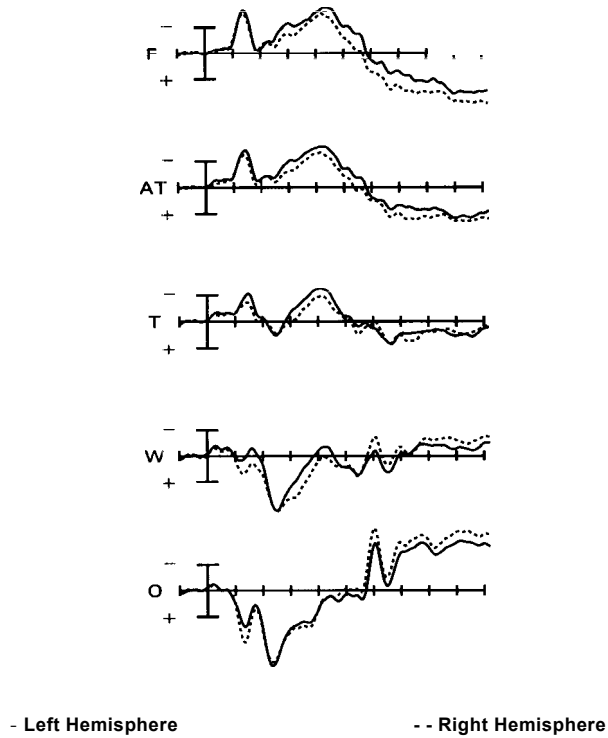 −
F
+
−
AT
+
−
T
+
−
W
+
−
O
+
- Left Hemisphere - - Right Hemisphere